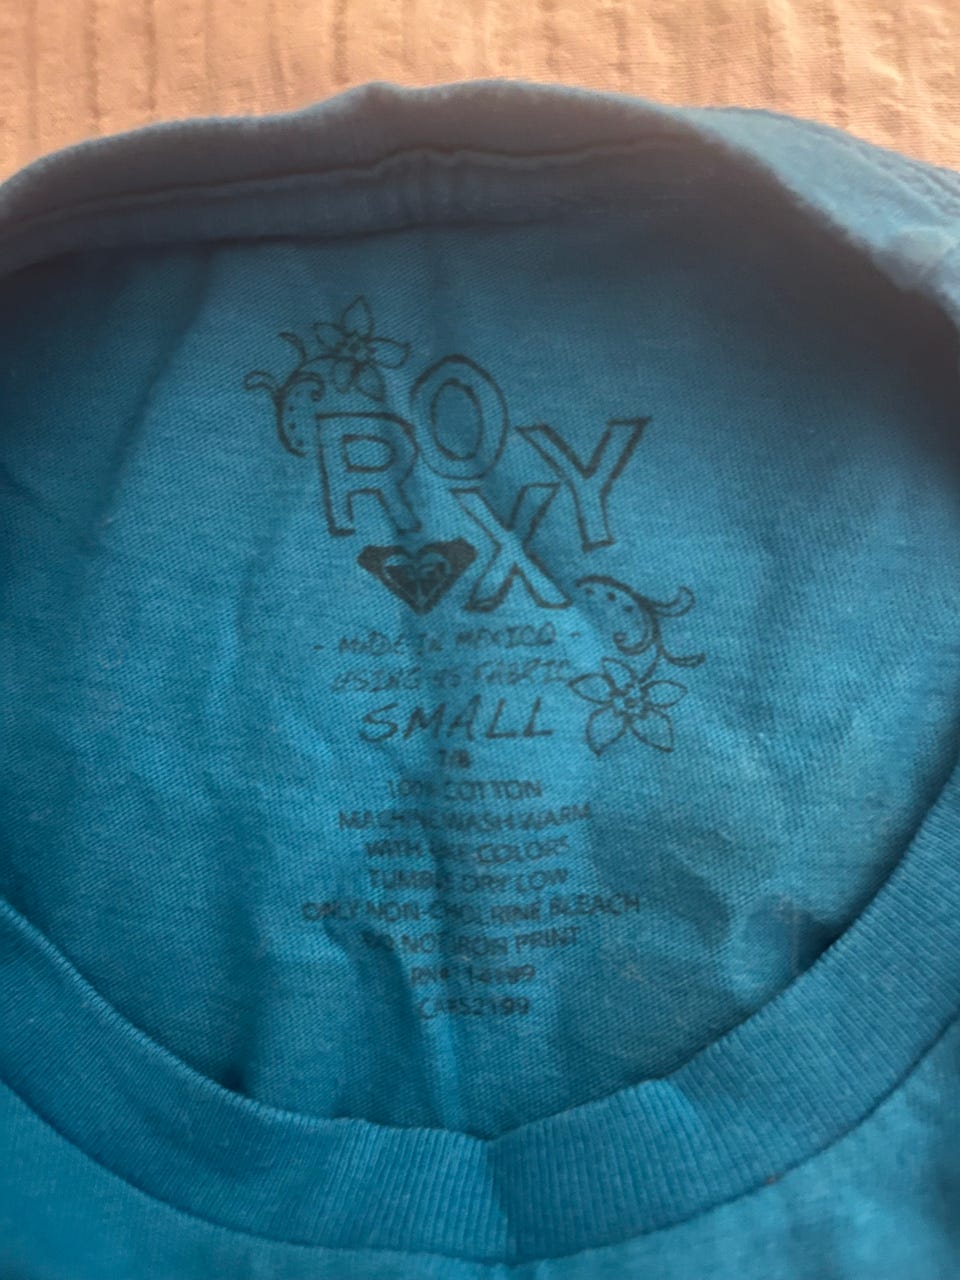 ROXY
- MADE IN MEXICO -
USING US FABRIC
SMALL
7/8
100% COTTON
MACHINE WASH WARM
WITH LIKE COLORS
TUMBLE DRY LOW
ONLY NON-CHOLRINE BLEACH
DO NOT IRON PRINT